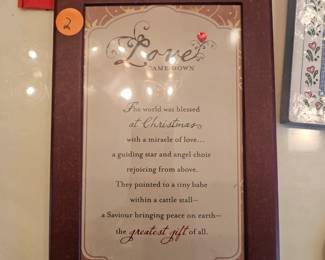 2
Love
CAME DOWN
The world was blessed
at Christmas
with a miracle of love...
a guiding star and angel choir
rejoicing from above.
They pointed to a tiny babe
within a cattle stall—
a Saviour bringing peace on earth—
the greatest gift of all.